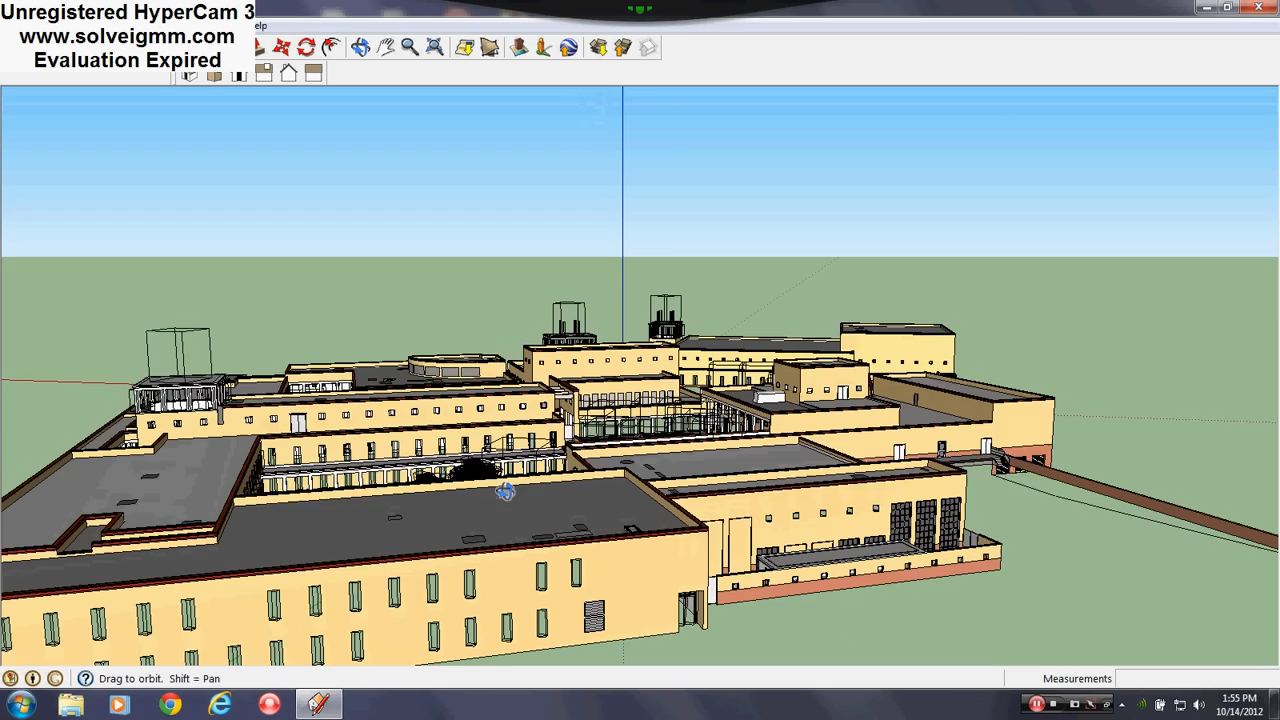 Unregistered HyperCam 3
www.solveigmm.com
Evaluation Expired
elp
Drag to orbit. Shift = Pan
Measurements
1:55 PM
10/14/2012